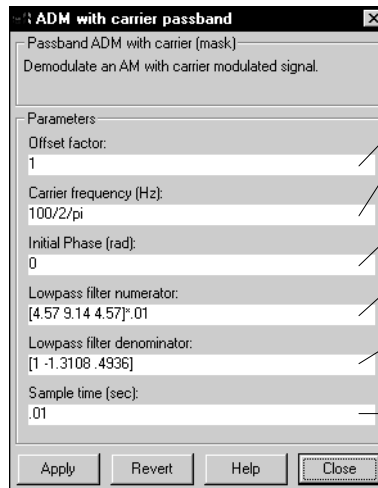 ADM with carrier passband
Passband ADM with carrier (mask)
Demodulate an AM with carrier modulated signal.
Parameters
Offset factor:
1
Carrier frequency (Hz):
100/2/pi
Initial Phase (rad):
0
Lowpass filter numerator:
[4.57 9.14 4.57]*.01
Lowpass filter denominator:
[1 -1.3108 .4936]
Sample time (sec):
.01
Apply Revert Help Close